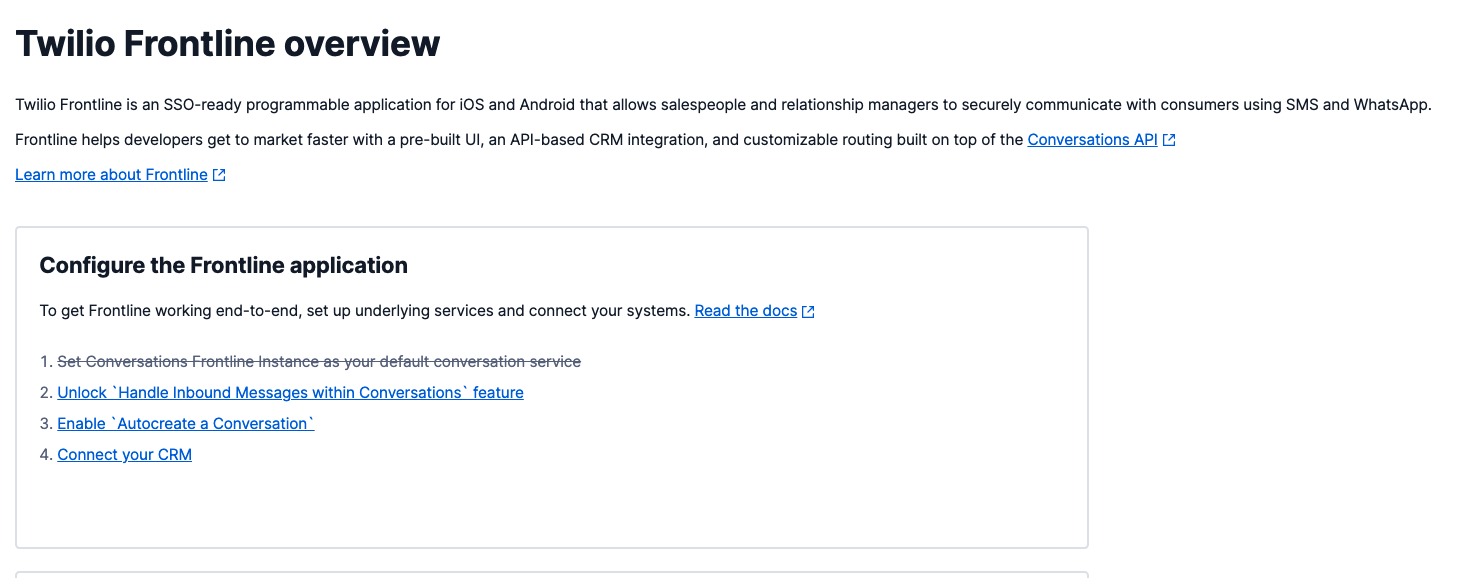 Twilio Frontline overview
Twilio Frontline is an SSO-ready programmable application for iOS and Android that allows salespeople and relationship managers to securely communicate with consumers using SMS and WhatsApp.
Frontline helps developers get to market faster with a pre-built UI, an API-based CRM integration, and customizable routing built on top of the Conversations API
Learn more about Frontline
Configure the Frontline application
To get Frontline working end-to-end, set up underlying services and connect your systems. Read the docs
1. Set Conversations Frontline Instance as your default conversation service
2. Unlock `Handle Inbound Messages within Conversations` feature
3. Enable `Autocreate a Conversation`
4. Connect your CRM